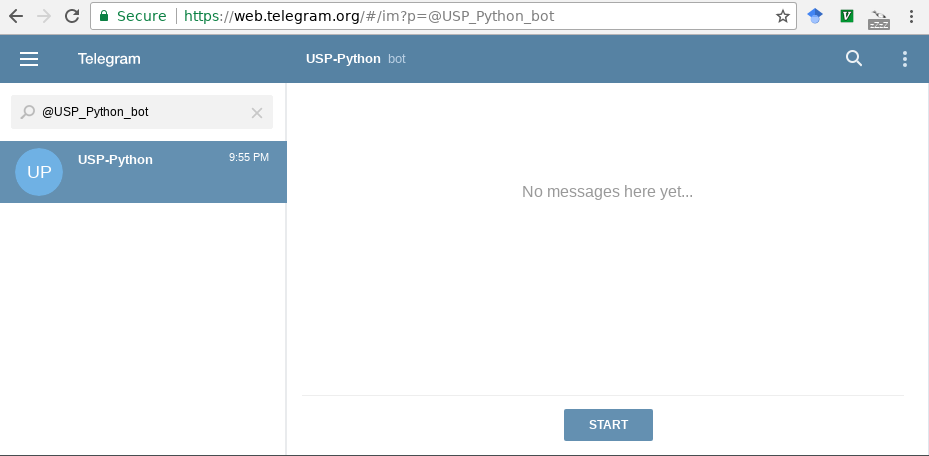 Secure https://web.telegram.org/#/im?p=@USP_Python_bot
zzzz
Telegram
USP-Python bot
@USP_Python_bot
UP
USP-Python
9:55 PM
No messages here yet...
START